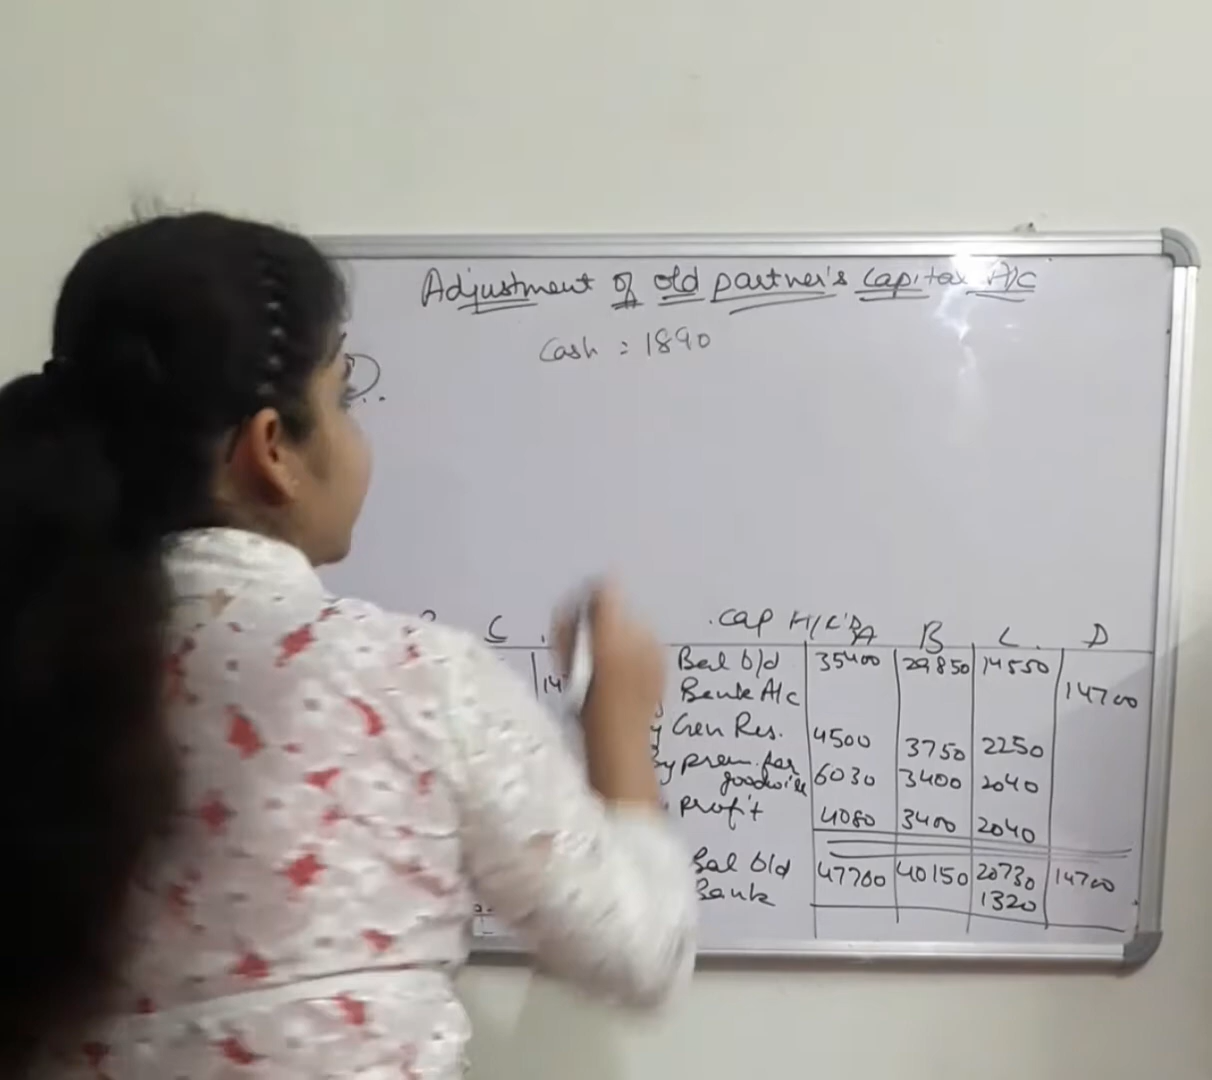 Adjustment of old partner's capital A/c
Cash = 1890
C
Cap A/c's A B C D
Bal b/d 35400 29850 14550
Bank A/c 14700
Gen Res. 4500 3750 2250
By prem. for
goodwill 6030 3400 2040
profit 4080 3400 2040
Bal b/d 47700 40150 20730 14700
Bank 1320